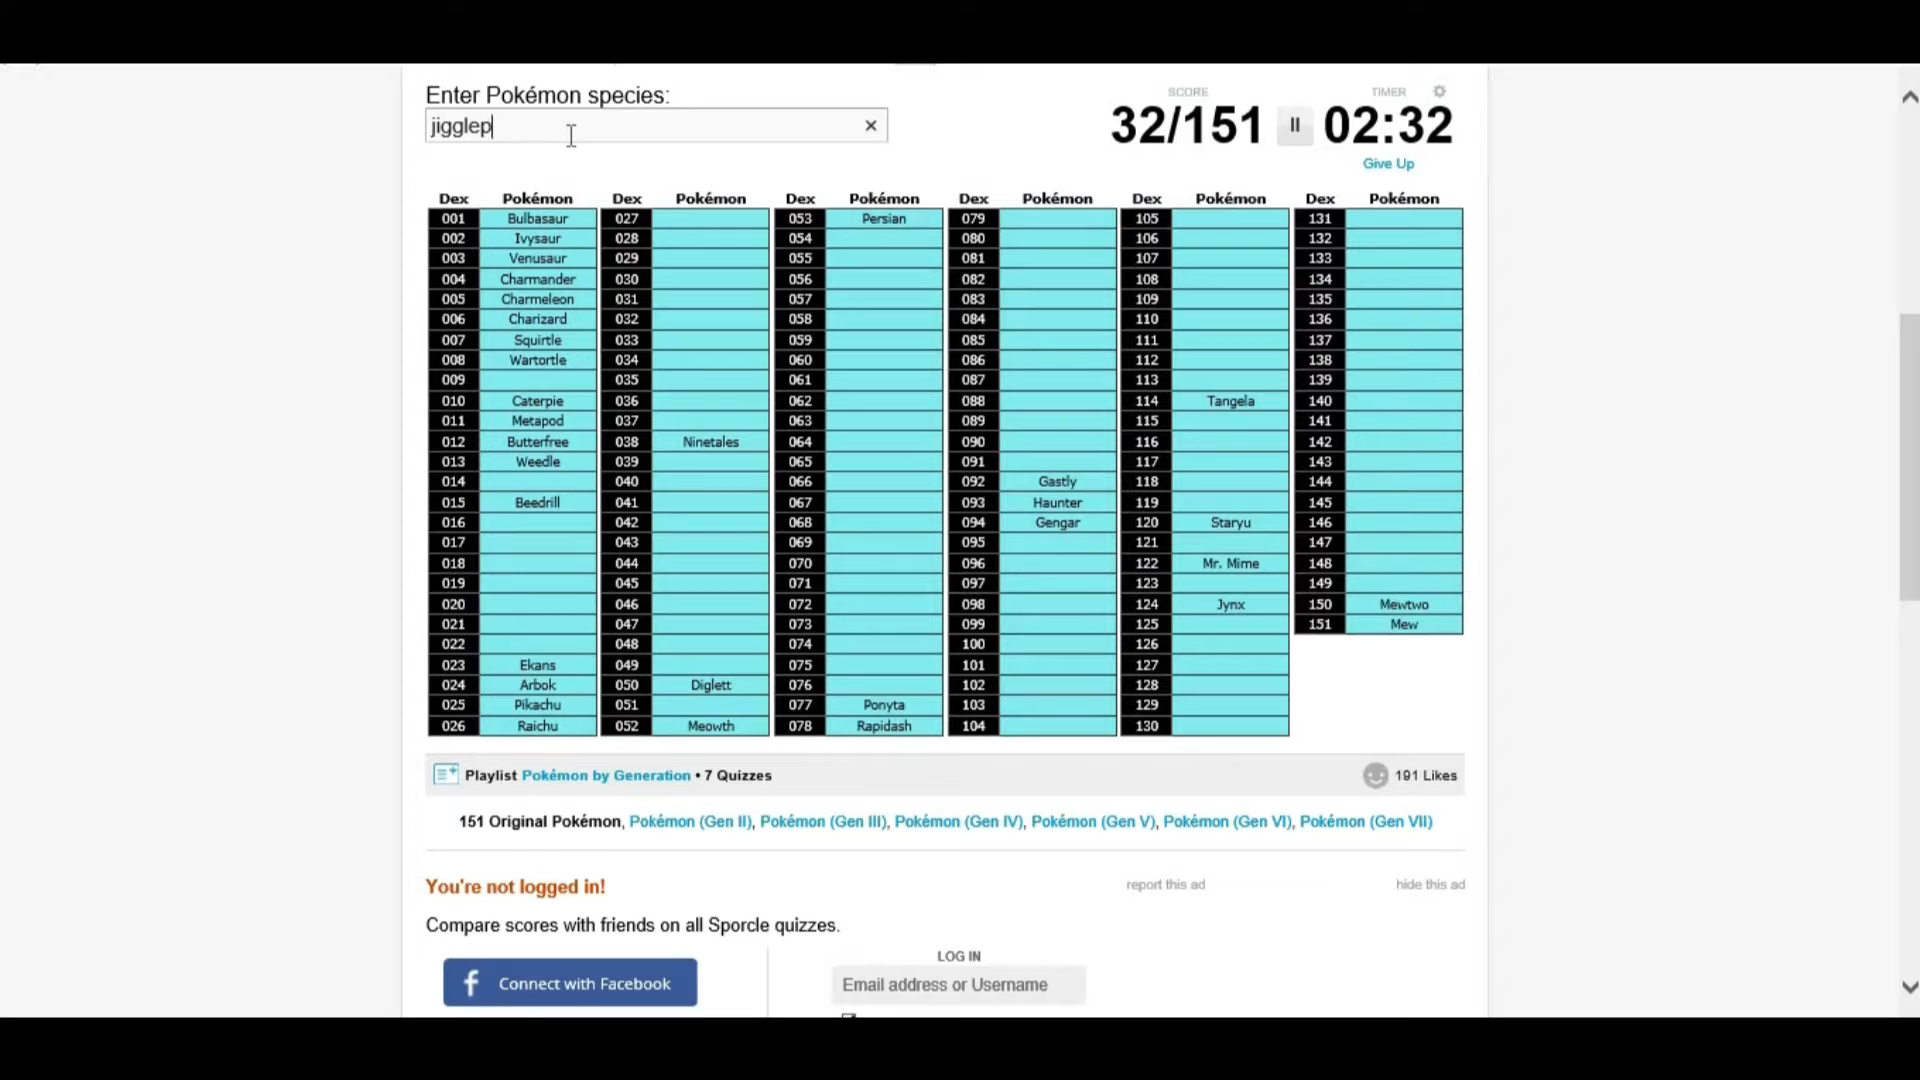 Enter Pokémon species:
jigglep
SCORE
32/151
TIMER
02:32
Give Up
Dex Pokémon Dex Pokémon Dex Pokémon Dex Pokémon Dex Pokémon Dex Pokémon
001 Bulbasaur 027 053 Persian 079 105 131
002 Ivysaur 028 054 080 106 132
003 Venusaur 029 055 081 107 133
004 Charmander 030 056 082 108 134
005 Charmeleon 031 057 083 109 135
006 Charizard 032 058 084 110 136
007 Squirtle 033 059 085 111 137
008 Wartortle 034 060 086 112 138
009 035 061 087 113 139
010 Caterpie 036 062 088 114 Tangela 140
011 Metapod 037 063 089 115 141
012 Butterfree 038 Ninetales 064 090 116 142
013 Weedle 039 065 091 117 143
014 040 066 092 Gastly 118 144
015 Beedrill 041 067 093 Haunter 119 145
016 042 068 094 Gengar 120 Staryu 146
017 043 069 095 121 147
018 044 070 096 122 Mr. Mime 148
019 045 071 097 123 149
020 046 072 098 124 Jynx 150 Mewtwo
021 047 073 099 125 151 Mew
022 048 074 100 126
023 Ekans 049 075 101 127
024 Arbok 050 Diglett 076 102 128
025 Pikachu 051 077 Ponyta 103 129
026 Raichu 052 Meowth 078 Rapidash 104 130
Playlist Pokémon by Generation • 7 Quizzes
191 Likes
151 Original Pokémon, Pokémon (Gen II), Pokémon (Gen III), Pokémon (Gen IV), Pokémon (Gen V), Pokémon (Gen VI), Pokémon (Gen VII)
You're not logged in!
report this ad
hide this ad
Compare scores with friends on all Sporcle quizzes.
Connect with Facebook
LOG IN
Email address or Username